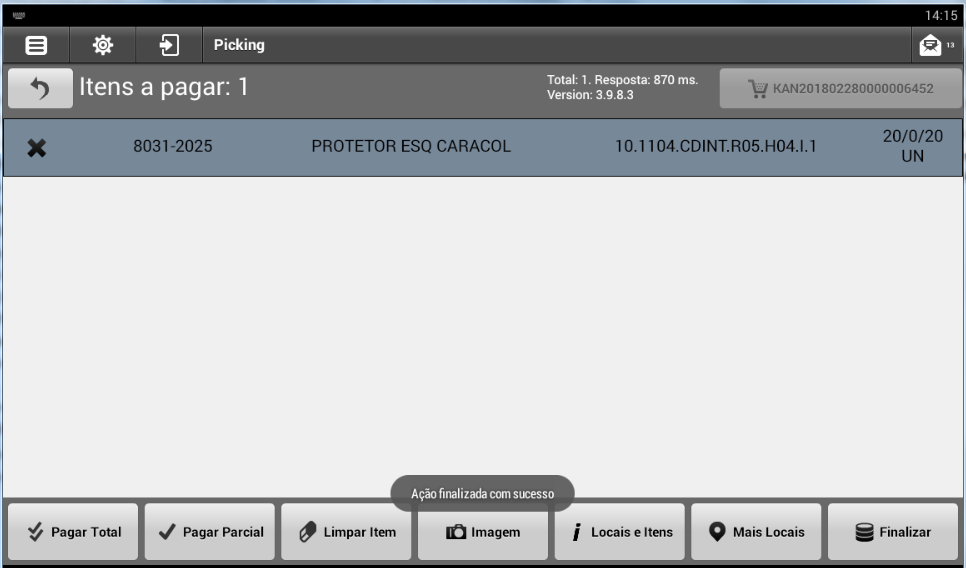 14:15
Picking
13
Itens a pagar: 1
Total: 1. Resposta: 870 ms.
Version: 3.9.8.3
KAN201802280000006452
8031-2025
PROTETOR ESQ CARACOL
10.1104.CDINT.R05.H04.I.1
20/0/20
UN
Ação finalizada com sucesso
Pagar Total
Pagar Parcial
Limpar Item
Imagem
Locais e Itens
Mais Locais
Finalizar